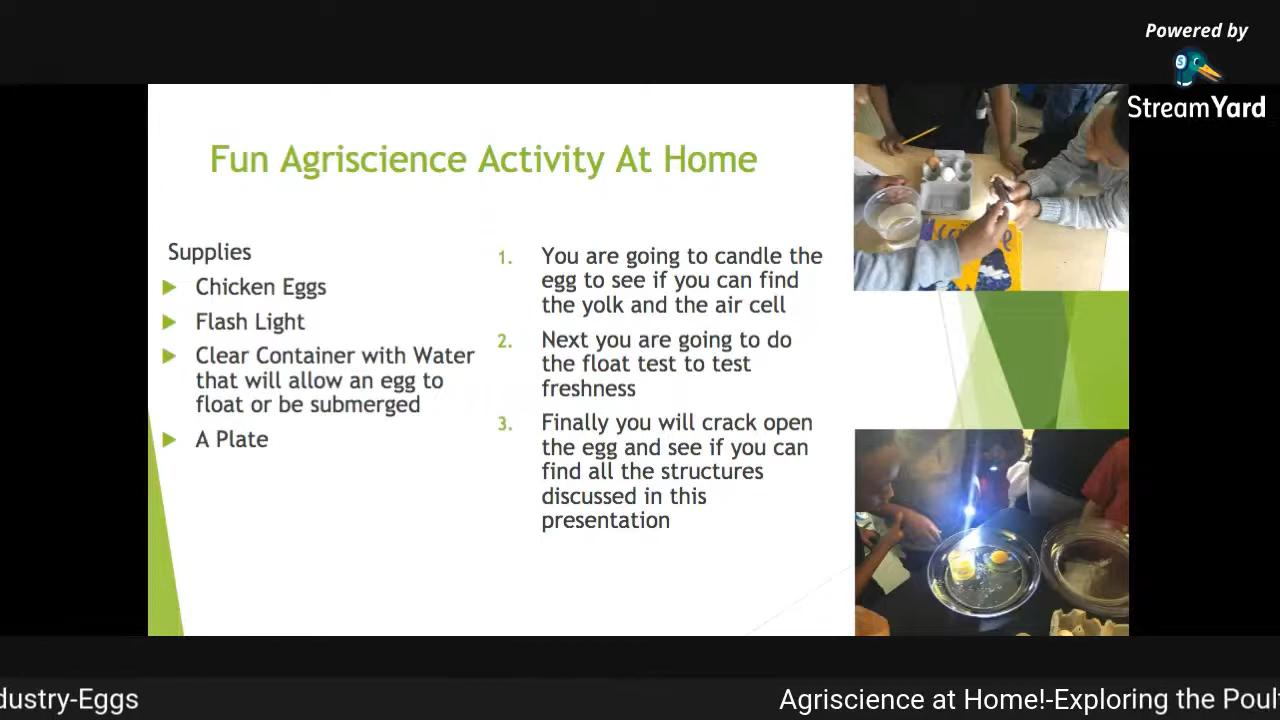 Powered by
StreamYard
Fun Agriscience Activity At Home
Supplies
Chicken Eggs
Flash Light
Clear Container with Water
that will allow an egg to
float or be submerged
A Plate
1. You are going to candle the
egg to see if you can find
the yolk and the air cell
2. Next you are going to do
the float test to test
freshness
3. Finally you will crack open
the egg and see if you can
find all the structures
discussed in this
presentation
dustry-Eggs
Agriscience at Home!-Exploring the Poul